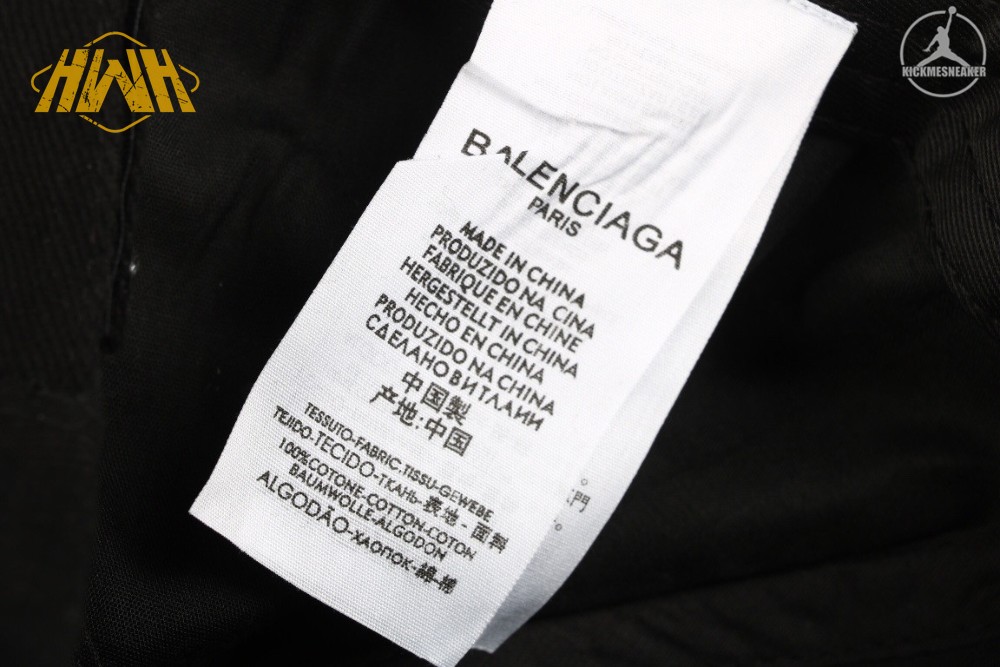 HWH
KICKMESNEAKER
BALENCIAGA
PARIS
MADE IN CHINA
PRODUZIDO NA, CINA
FABRIQUE EN CHINE
HERGESTELLT IN CHINA
HECHO EN CHINA
PRODUZIDO NA CHINA
СДЕЛАНО В ИТЛАИИ
中国製
产地:中国
TESSUTO-FABRIC.TISSU-GEWEBE
TEJIDO-TECIDO-ТКАНЬ-表地-面料
100%COTONE-COTTON-COTON
BAUMWOLLE-ALGODON
ALGODÃO-ХАОПОК-綿-棉
。
門
。